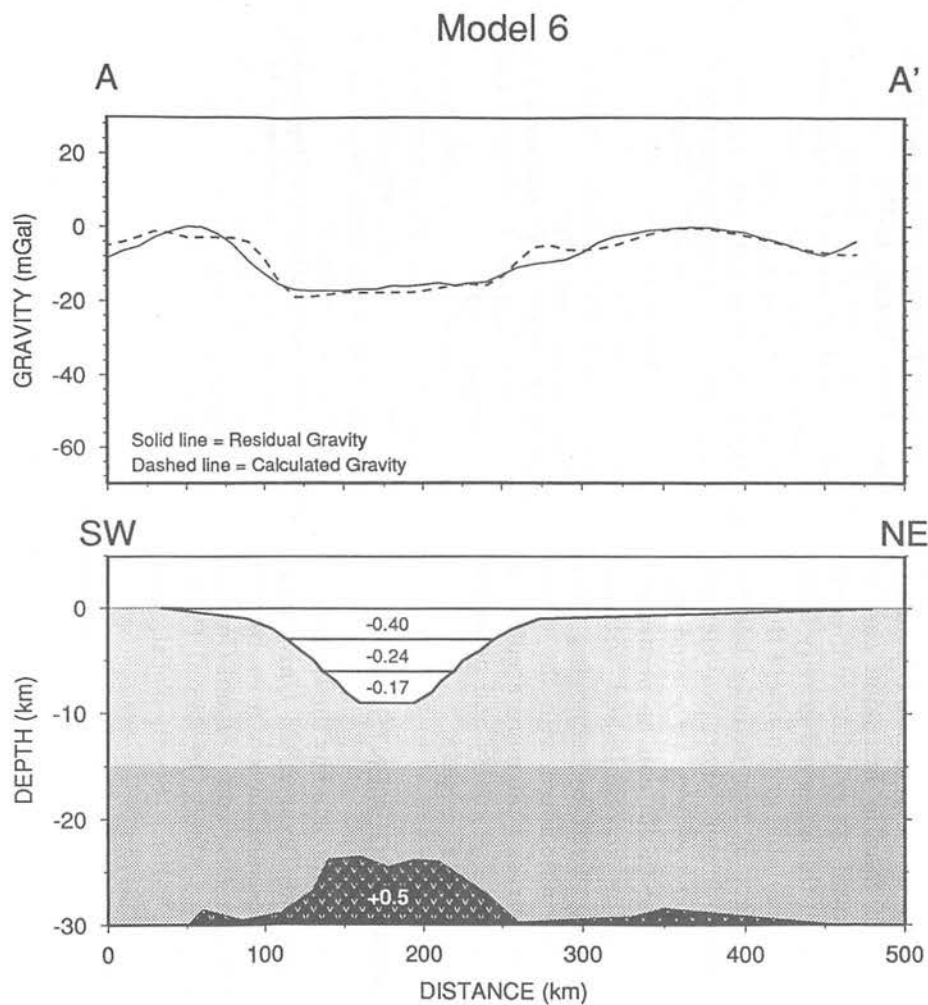 Model 6
A A'
20
0
-20
-40
-60
GRAVITY (mGal)
Solid line = Residual Gravity
Dashed line = Calculated Gravity
SW NE
0
-10
-20
-30
DEPTH (km)
-0.40
-0.24
-0.17
+0.5
0 100 200 300 400 500
DISTANCE (km)